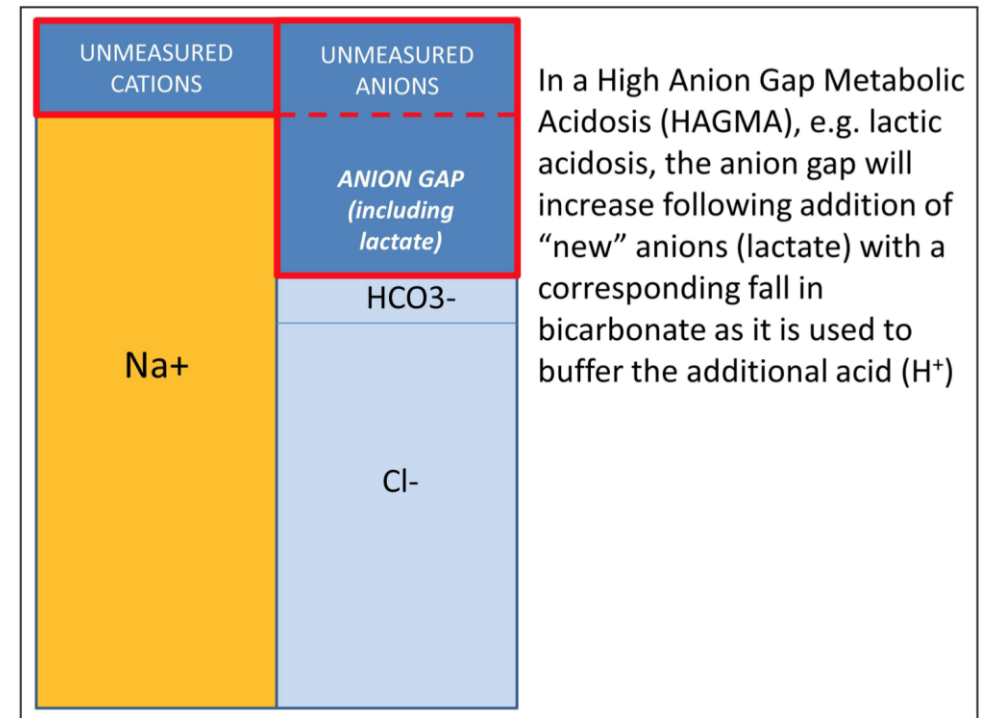 UNMEASURED
CATIONS
UNMEASURED
ANIONS
ANION GAP
(including
lactate)
HCO3-
Na+
Cl-
In a High Anion Gap Metabolic
Acidosis (HAGMA), e.g. lactic
acidosis, the anion gap will
increase following addition of
“new” anions (lactate) with a
corresponding fall in
bicarbonate as it is used to
buffer the additional acid (H⁺)